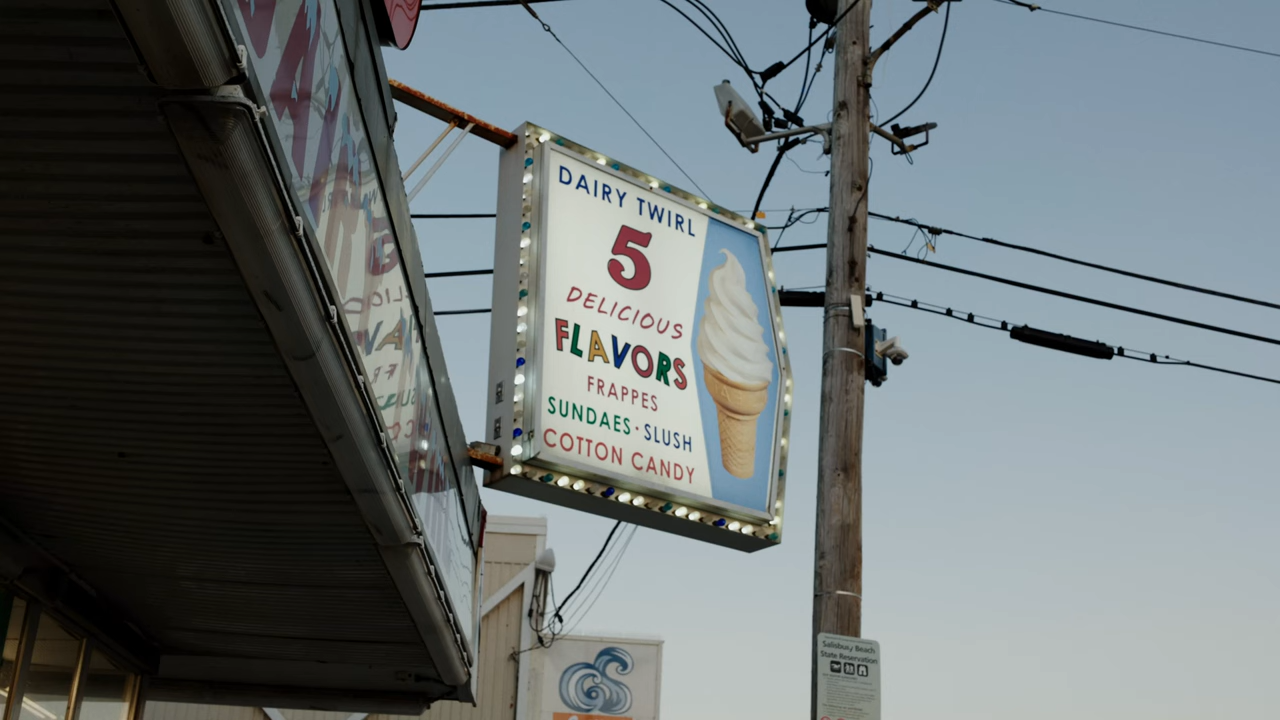 DAIRY TWIRL
5
DELICIOUS
FLAVORS
FRAPPES
SUNDAES · SLUSH
COTTON CANDY
Salisbury Beach
State Reservation